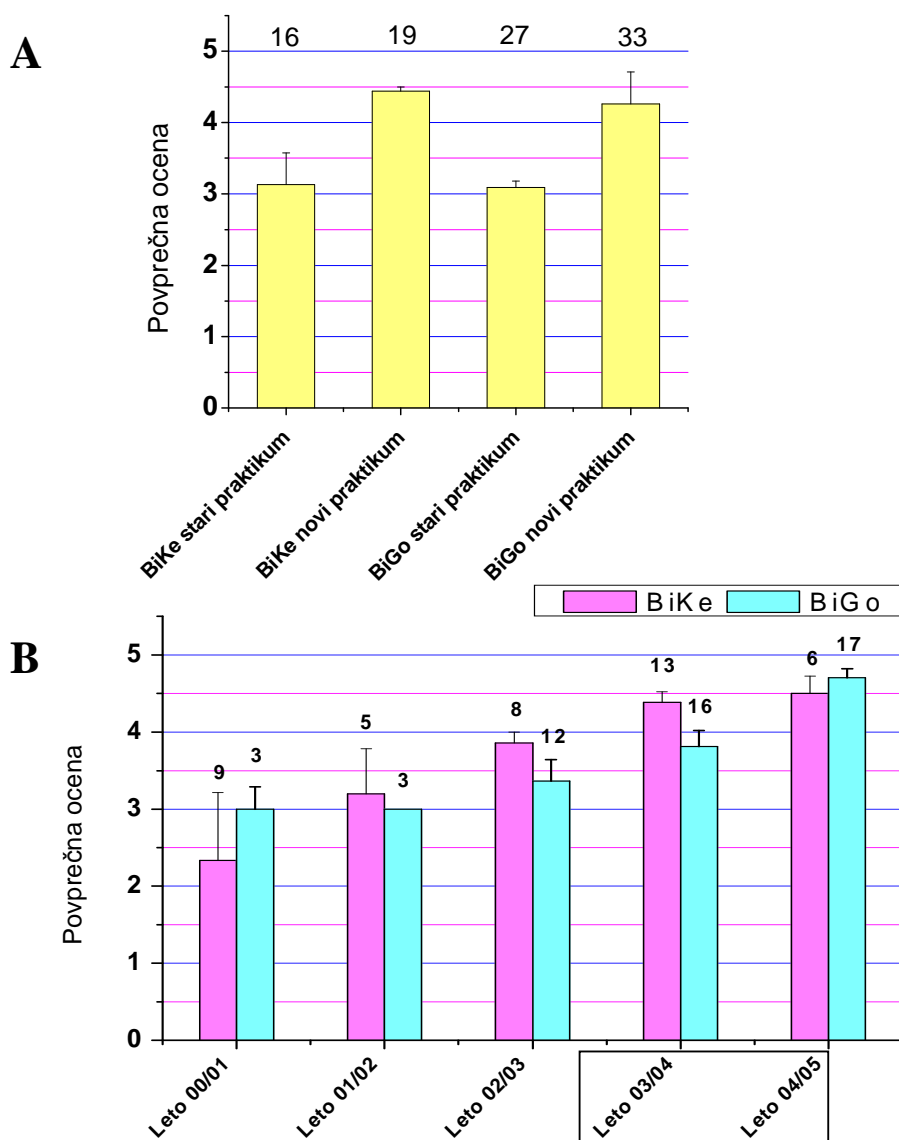 A
16 19 27 33
Povprečna ocena
5
4
3
2
1
0
BiKe stari praktikum
BiKe novi praktikum
BiGo stari praktikum
BiGo novi praktikum
BiKe BiGo
B
Povprečna ocena
5
4
3
2
1
0
9 3 5 3 8 12 13 16 6 17
Leto 00/01
Leto 01/02
Leto 02/03
Leto 03/04
Leto 04/05